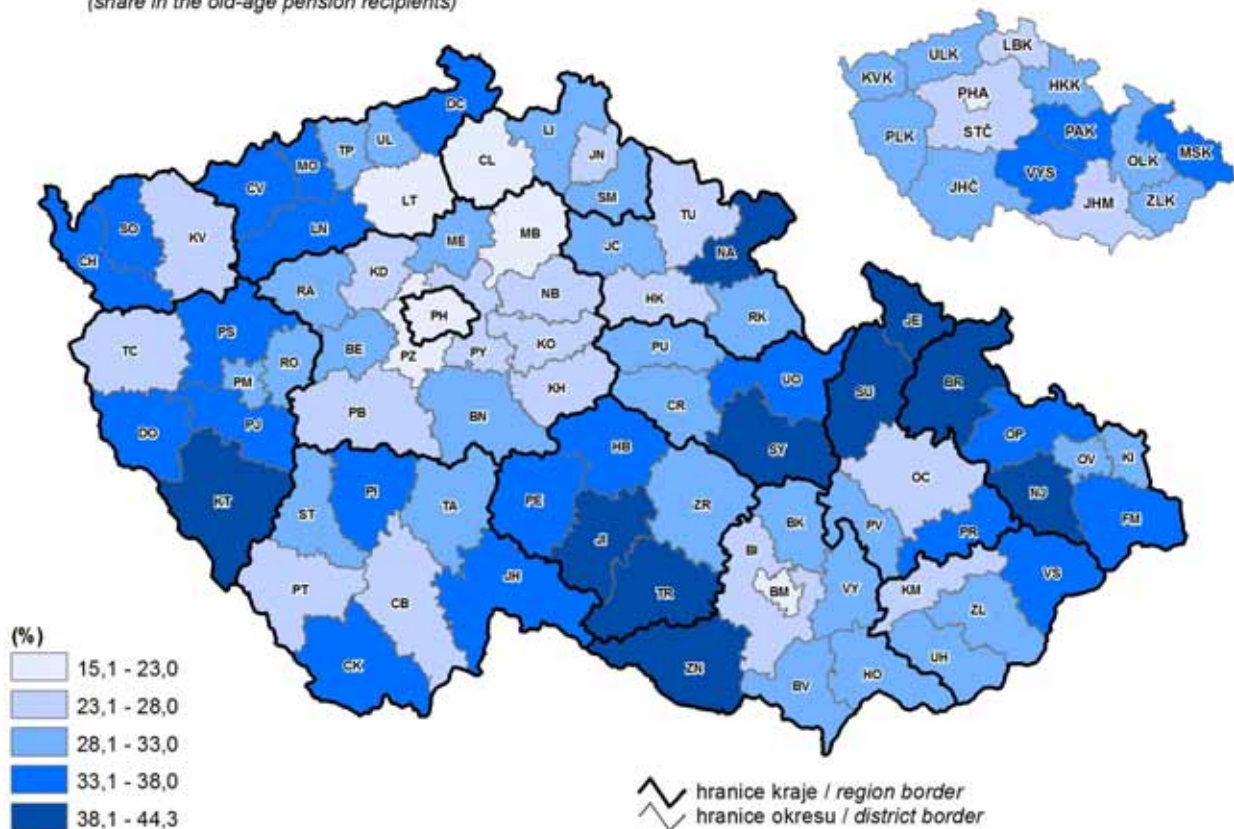 (share in the old-age pension recipients)
ULK
LBK
KVK
HKK
PHA
STČ
PLK
PAK
MSK
OLK
VYS
JHČ
JHM
ZLK
DC
LI
UL
TP
CL
JN
MO
CV
LT
SM
SO
KV
LN
MB
TU
CH
ME
JC
NA
KD
RA
NB
HK
PH
RK
PS
JE
TC
RO
BE
PZ
PY
KO
PU
UO
BR
PM
KH
SU
PB
BN
CR
DO
PJ
OP
HB
SY
OV
KI
OC
KT
ST
PI
TA
PE
ZR
NJ
FM
JI
BK
PV
PR
BI
JH
VS
PT
CB
TR
BM
VY
KM
ZL
CK
ZN
UH
BV
HO
(%)
15,1 - 23,0
23,1 - 28,0
28,1 - 33,0
33,1 - 38,0
38,1 - 44,3
hranice kraje / region border
hranice okresu / district border